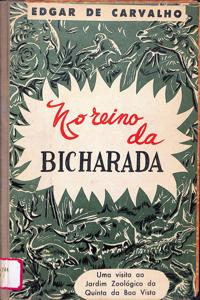 EDGAR DE CARVALHO
No reino
da
BICHARADA
Uma visita ao
Jardim Zoológico da
Quinta da Boa Vista